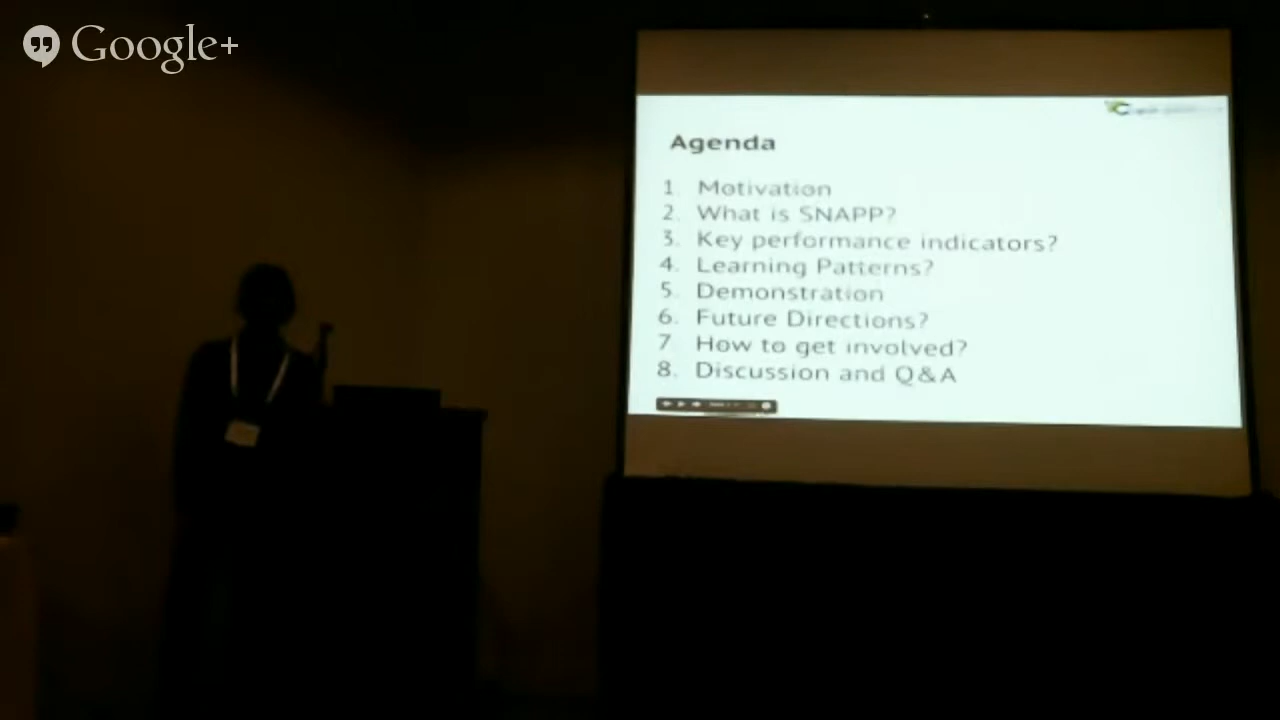 Google+
Agenda
1. Motivation
2. What is SNAPP?
3. Key performance indicators?
4. Learning Patterns?
5. Demonstration
6. Future Directions?
7 How to get involved?
8. Discussion and Q&A